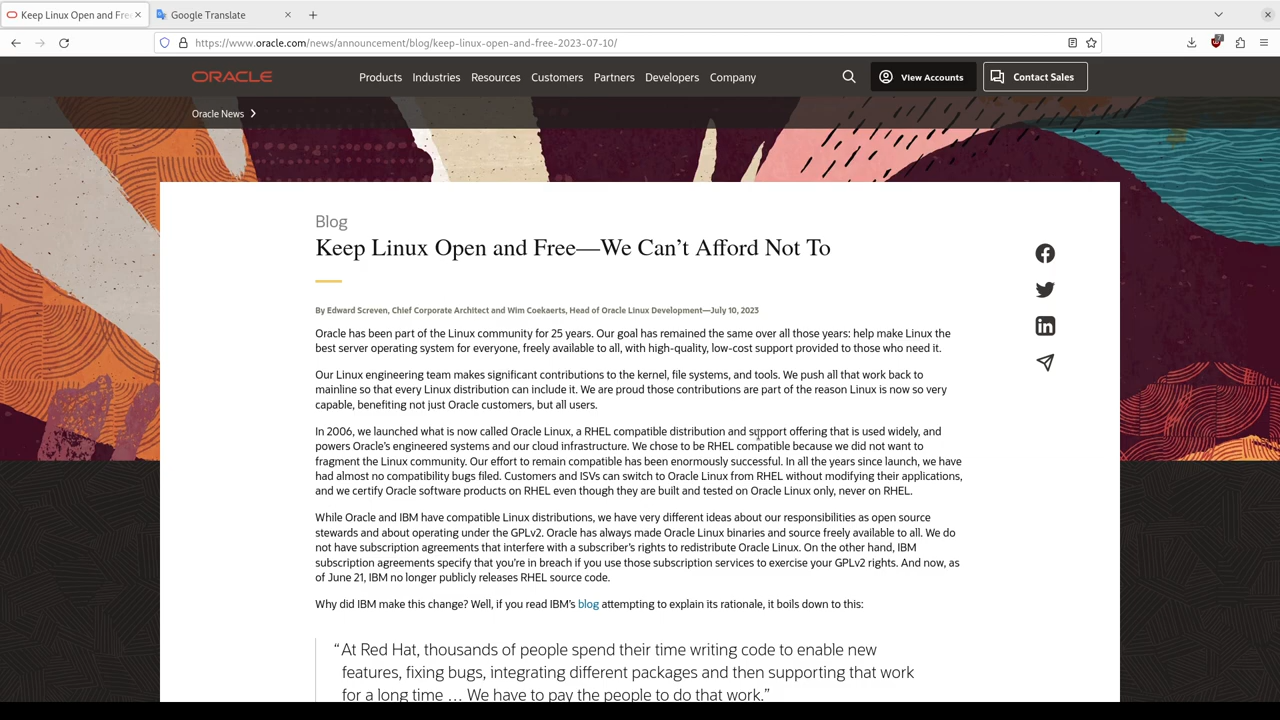 Keep Linux Open and Fre
Google Translate
https://www.oracle.com/news/announcement/blog/keep-linux-open-and-free-2023-07-10/
7
ORACLE
Products Industries Resources Customers Partners Developers Company
View Accounts
Contact Sales
Oracle News
Blog
Keep Linux Open and Free—We Can’t Afford Not To
By Edward Screven, Chief Corporate Architect and Wim Coekaerts, Head of Oracle Linux Development—July 10, 2023
Oracle has been part of the Linux community for 25 years. Our goal has remained the same over all those years: help make Linux the
best server operating system for everyone, freely available to all, with high-quality, low-cost support provided to those who need it.
Our Linux engineering team makes significant contributions to the kernel, file systems, and tools. We push all that work back to
mainline so that every Linux distribution can include it. We are proud those contributions are part of the reason Linux is now so very
capable, benefiting not just Oracle customers, but all users.
In 2006, we launched what is now called Oracle Linux, a RHEL compatible distribution and support offering that is used widely, and
powers Oracle’s engineered systems and our cloud infrastructure. We chose to be RHEL compatible because we did not want to
fragment the Linux community. Our effort to remain compatible has been enormously successful. In all the years since launch, we have
had almost no compatibility bugs filed. Customers and ISVs can switch to Oracle Linux from RHEL without modifying their applications,
and we certify Oracle software products on RHEL even though they are built and tested on Oracle Linux only, never on RHEL.
While Oracle and IBM have compatible Linux distributions, we have very different ideas about our responsibilities as open source
stewards and about operating under the GPLv2. Oracle has always made Oracle Linux binaries and source freely available to all. We do
not have subscription agreements that interfere with a subscriber’s rights to redistribute Oracle Linux. On the other hand, IBM
subscription agreements specify that you’re in breach if you use those subscription services to exercise your GPLv2 rights. And now, as
of June 21, IBM no longer publicly releases RHEL source code.
Why did IBM make this change? Well, if you read IBM’s blog attempting to explain its rationale, it boils down to this:
“At Red Hat, thousands of people spend their time writing code to enable new
features, fixing bugs, integrating different packages and then supporting that work
for a long time … We have to pay the people to do that work.”